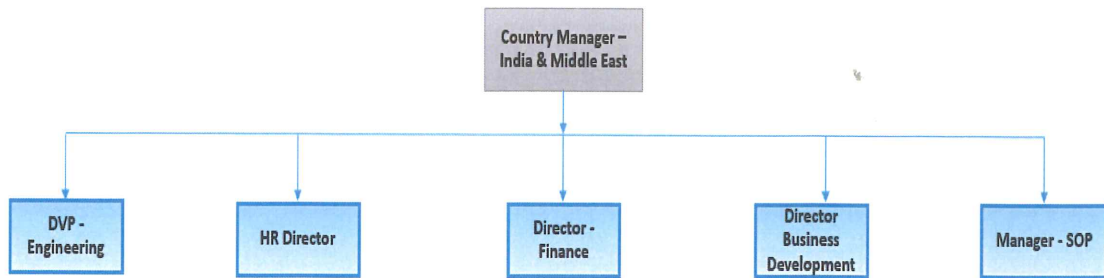 Country Manager –
India & Middle East
DVP -
Engineering
HR Director
Director -
Finance
Director
Business
Development
Manager - SOP